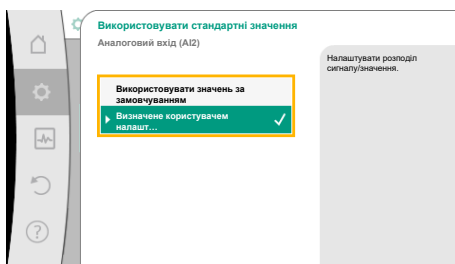 Використовувати стандартні значення
Аналоговий вхід (AI2)
Налаштувати розподіл
сигналу/значення.
Використовувати значень за
замовчуванням
Визначене користувачем
налашт...
?